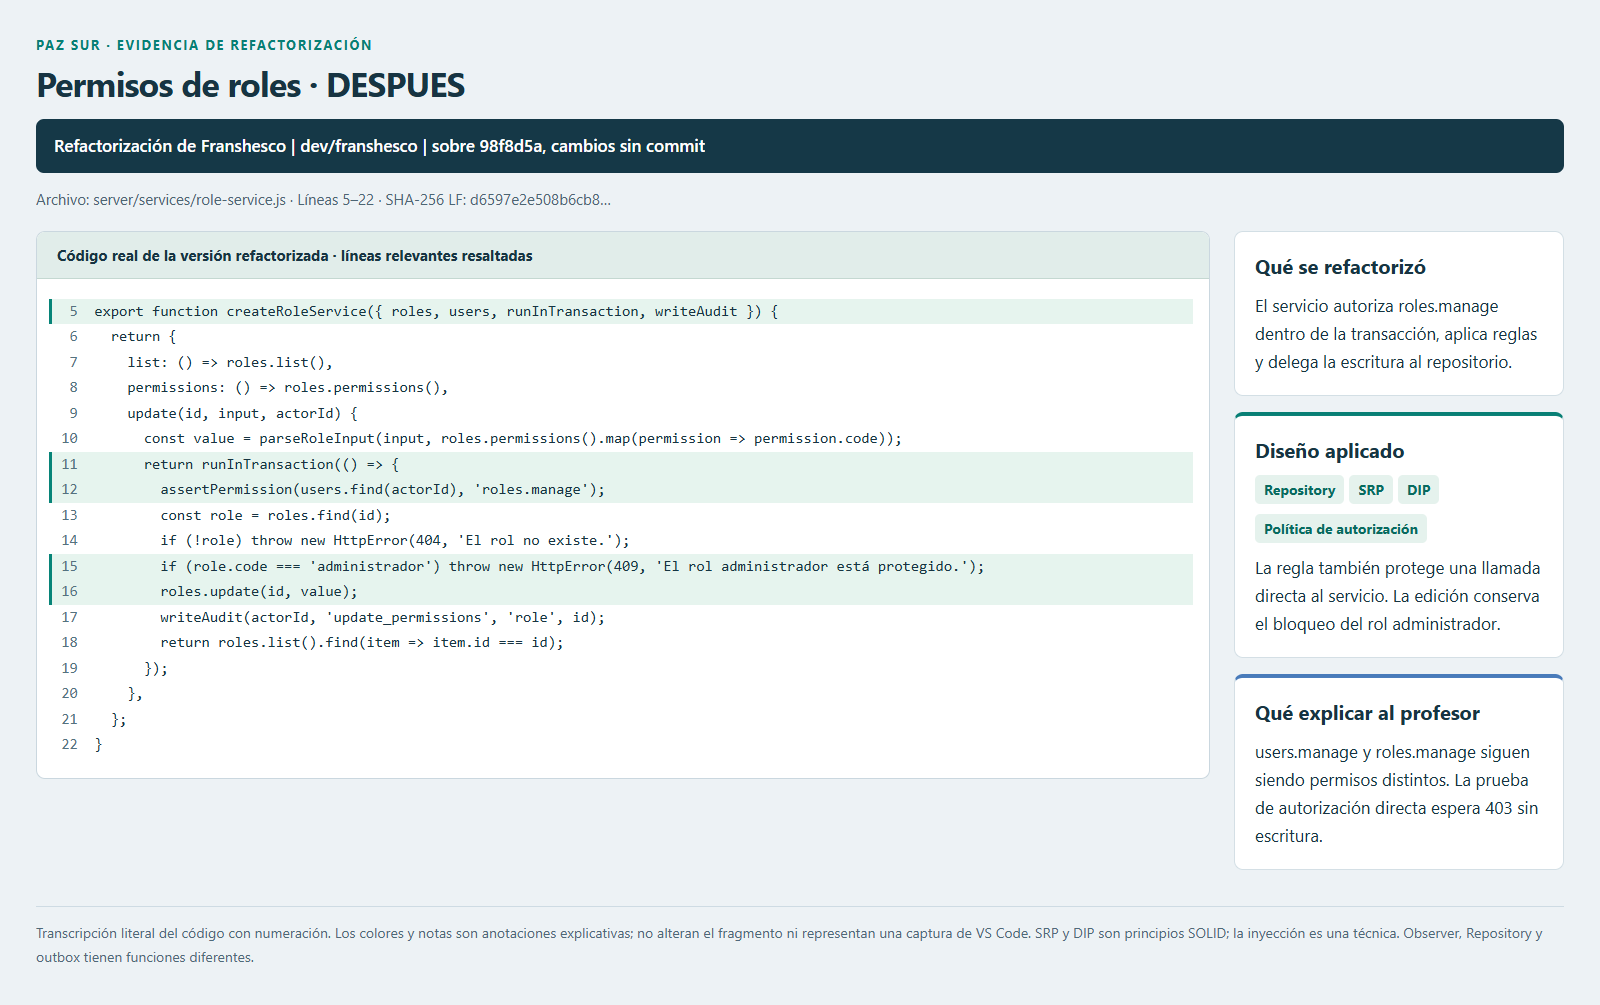 PAZ SUR · EVIDENCIA DE REFACTORIZACIÓN
Permisos de roles · DESPUES
Refactorización de Franshesco | dev/franshesco | sobre 98f8d5a, cambios sin commit
Archivo: server/services/role-service.js · Líneas 5–22 · SHA-256 LF: d6597e2e508b6cb8...
Código real de la versión refactorizada · líneas relevantes resaltadas
5 export function createRoleService({ roles, users, runInTransaction, writeAudit }) {
6   return {
7     list: () => roles.list(),
8     permissions: () => roles.permissions(),
9     update(id, input, actorId) {
10       const value = parseRoleInput(input, roles.permissions().map(permission => permission.code));
11       return runInTransaction(() => {
12         assertPermission(users.find(actorId), 'roles.manage');
13         const role = roles.find(id);
14         if (!role) throw new HttpError(404, 'El rol no existe.');
15         if (role.code === 'administrador') throw new HttpError(409, 'El rol administrador está protegido.');
16         roles.update(id, value);
17         writeAudit(actorId, 'update_permissions', 'role', id);
18         return roles.list().find(item => item.id === id);
19       });
20     },
21   };
22 }
Qué se refactorizó
El servicio autoriza roles.manage
dentro de la transacción, aplica reglas
y delega la escritura al repositorio.
Diseño aplicado
Repository SRP DIP
Política de autorización
La regla también protege una llamada
directa al servicio. La edición conserva
el bloqueo del rol administrador.
Qué explicar al profesor
users.manage y roles.manage siguen
siendo permisos distintos. La prueba
de autorización directa espera 403 sin
escritura.
Transcripción literal del código con numeración. Los colores y notas son anotaciones explicativas; no alteran el fragmento ni representan una captura de VS Code. SRP y DIP son principios SOLID; la inyección es una técnica. Observer, Repository y
outbox tienen funciones diferentes.